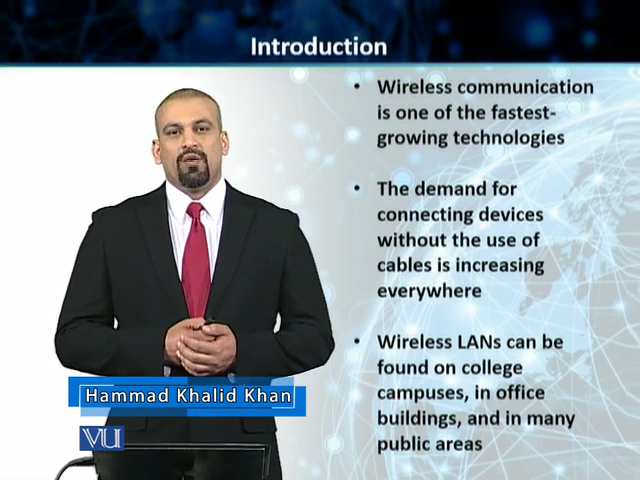 Introduction
• Wireless communication
is one of the fastest-
growing technologies
• The demand for
connecting devices
without the use of
cables is increasing
everywhere
• Wireless LANs can be
found on college
campuses, in office
buildings, and in many
public areas
Hammad Khalid Khan
VU